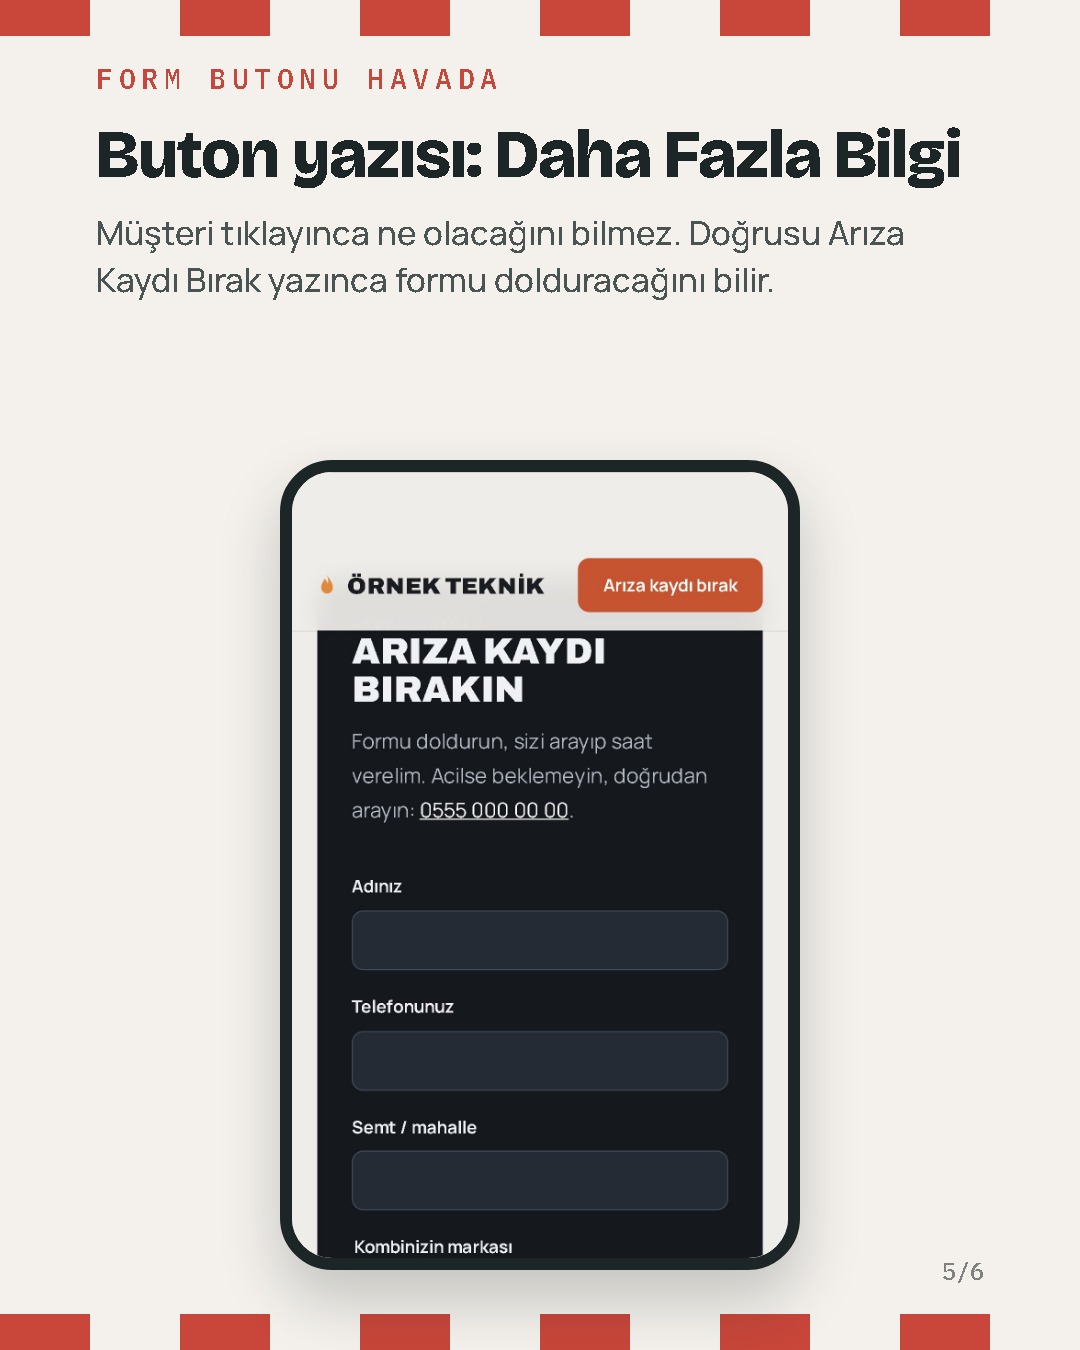 FORM BUTONU HAVADA
Buton yazısı: Daha Fazla Bilgi
Müşteri tıklayınca ne olacağını bilmez. Doğrusu Arıza
Kaydı Bırak yazınca formu dolduracağını bilir.
ÖRNEK TEKNİK
Arıza kaydı bırak
ARIZA KAYDI
BIRAKIN
Formu doldurun, sizi arayıp saat
verelim. Acilse beklemeyin, doğrudan
arayın: 0555 000 00 00.
Adınız
Telefonunuz
Semt / mahalle
Kombinizin markası
5/6